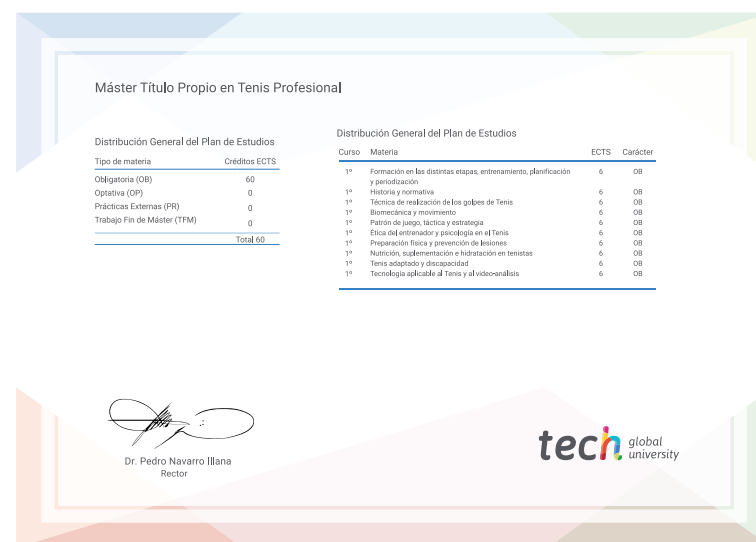 Máster Título Propio en Tenis Profesional
Distribución General del Plan de Estudios
Tipo de materia Créditos ECTS
Obligatoria (OB) 60
Optativa (OP) 0
Prácticas Externas (PR) 0
Trabajo Fin de Máster (TFM) 0
Total 60
Distribución General del Plan de Estudios
Curso Materia ECTS Carácter
1º Formación en las distintas etapas, entrenamiento, planificación 6 OB
y periodización
1º Historia y normativa 6 OB
1º Técnica de realización de los golpes de Tenis 6 OB
1º Biomecánica y movimiento 6 OB
1º Patrón de juego, táctica y estrategia 6 OB
1º Ética del entrenador y psicología en el Tenis 6 OB
1º Preparación física y prevención de lesiones 6 OB
1º Nutrición, suplementación e hidratación en tenistas 6 OB
1º Tenis adaptado y discapacidad 6 OB
1º Tecnología aplicable al Tenis y al video-análisis 6 OB
Dr. Pedro Navarro Illana
Rector
tech global
university